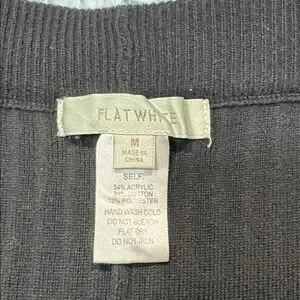 FLAT WHITE
M
MADE IN
CHINA
SELF:
54% ACRYLIC
34% COTTON
12% POLYESTER
HAND WASH COLD
DO NOT BLEACH
FLAT DRY
DO NOT IRON